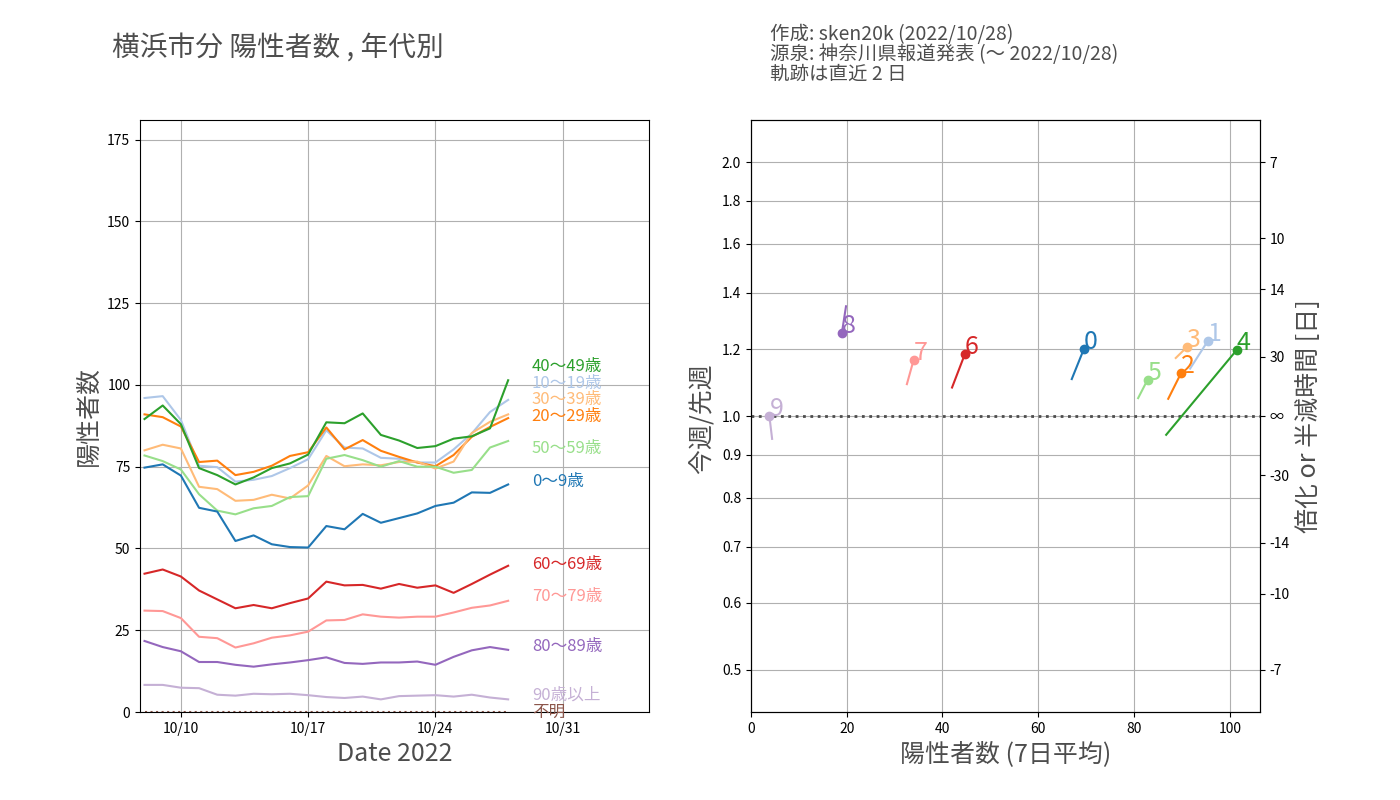 横浜市分 陽性者数 , 年代別
作成: sken20k (2022/10/28)
源泉: 神奈川県報道発表 (〜 2022/10/28)
軌跡は直近 2 日
陽性者数
175
150
125
100
75
50
25
0
10/10
10/17
10/24
10/31
Date 2022
40〜49歳
10〜19歳
30〜39歳
20〜29歳
50〜59歳
0〜9歳
60〜69歳
70〜79歳
80〜89歳
90歳以上
不明
今週/先週
2.0
1.8
1.6
1.4
1.2
1.0
0.9
0.8
0.7
0.6
0.5
9
8
7
6
0
5
2
3
1
4
0
20
40
60
80
100
陽性者数 (7日平均)
7
10
14
30
∞
-30
-14
-10
-7
倍化 or 半減時間 [日]